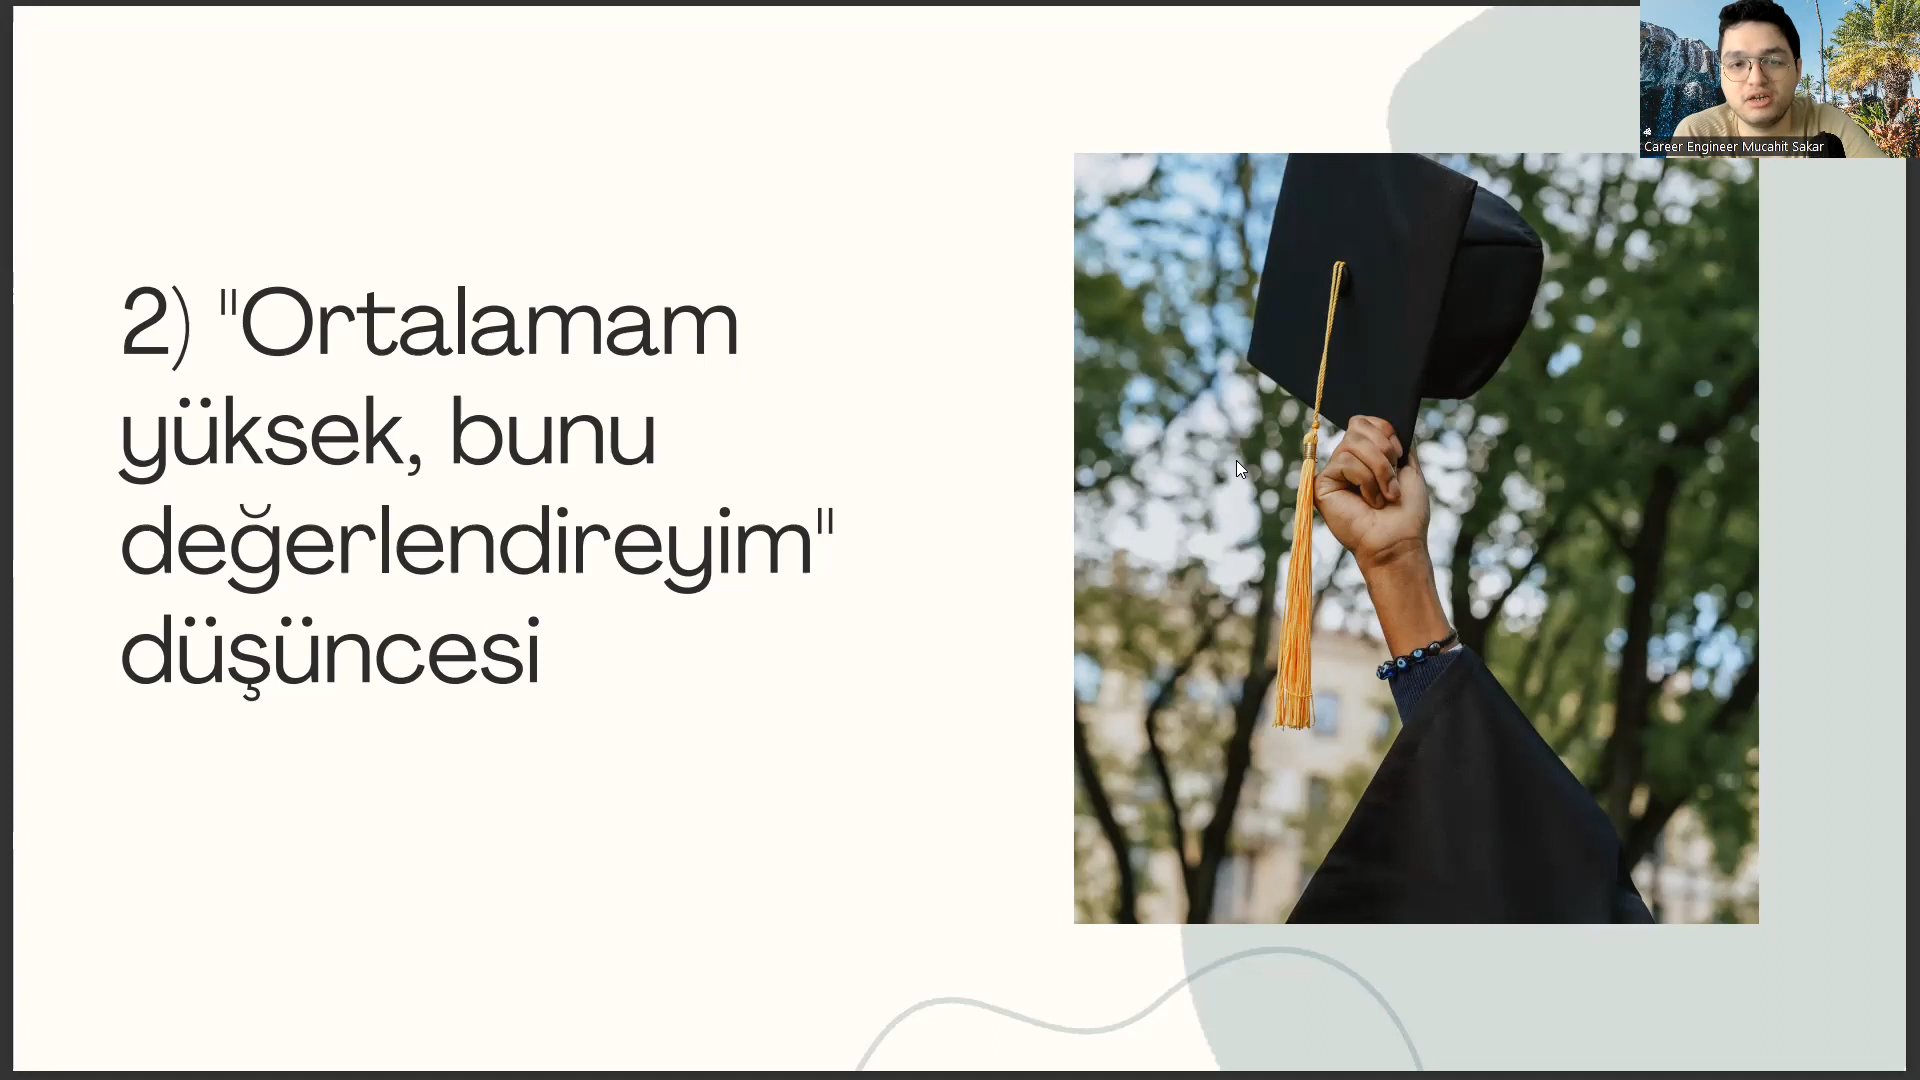 2) "Ortalamam
yüksek, bunu
değerlendireyim"
düşüncesi
Career Engineer Mucahit Sakar